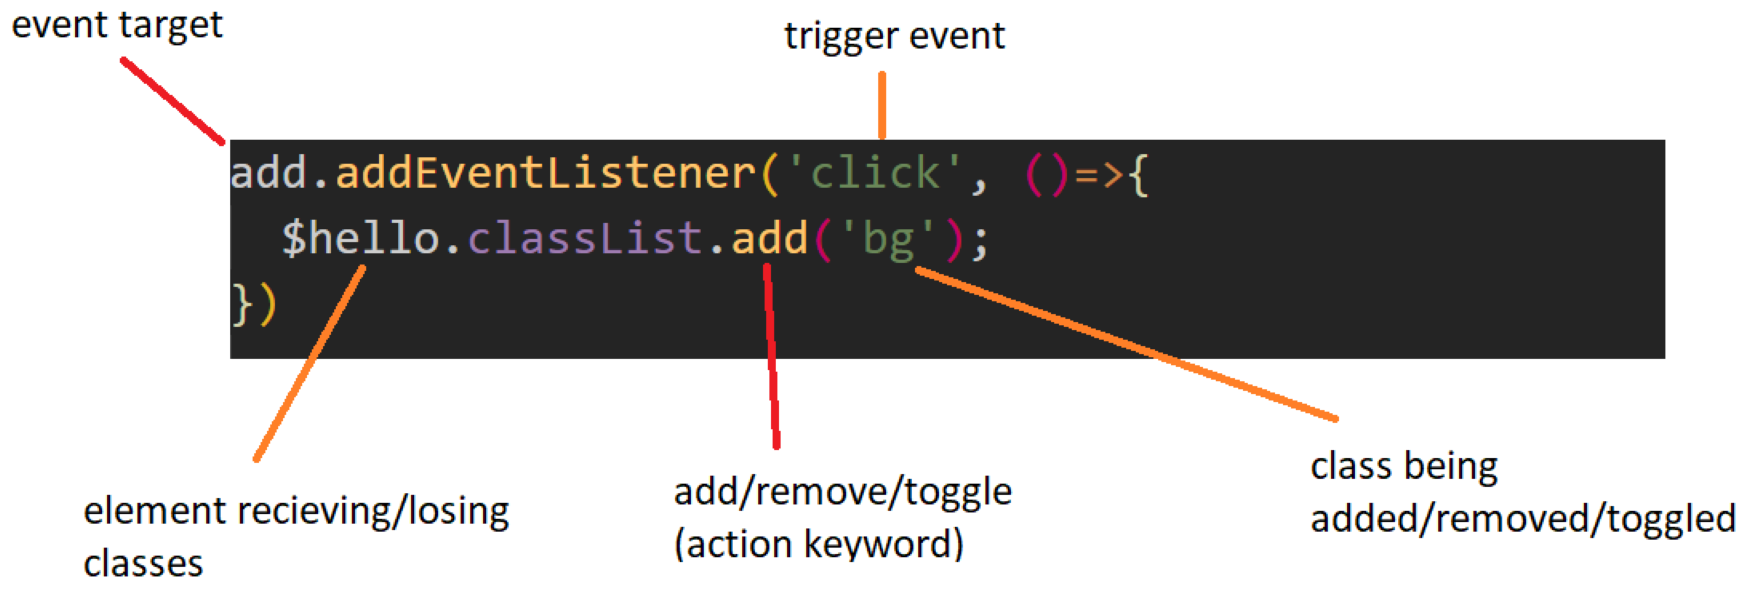 event target
trigger event
add.addEventListener('click', ()=>{
  $hello.classList.add('bg');
})
element recieving/losing
classes
add/remove/toggle
(action keyword)
class being
added/removed/toggled